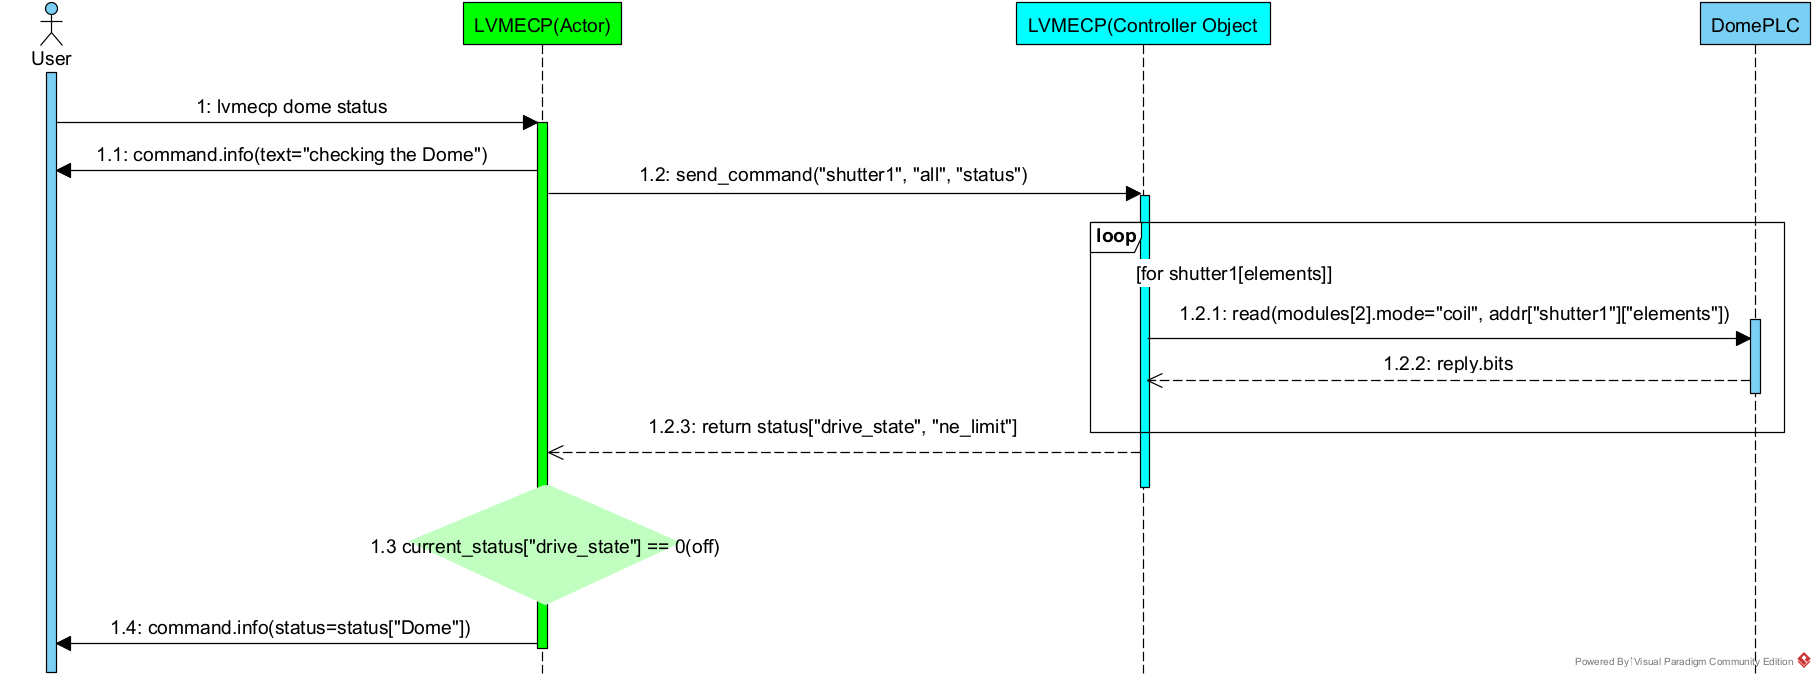 User
LVMECP(Actor)
LVMECP(Controller Object
DomePLC
1: lvmecp dome status
1.1: command.info(text="checking the Dome")
1.2: send_command("shutter1", "all", "status")
loop
[for shutter1[elements]]
1.2.1: read(modules[2].mode="coil", addr["shutter1"]["elements"])
1.2.2: reply.bits
1.2.3: return status["drive_state", "ne_limit"]
1.3 current_status["drive_state"] == 0(off)
1.4: command.info(status=status["Dome"])
Powered By Visual Paradigm Community Edition